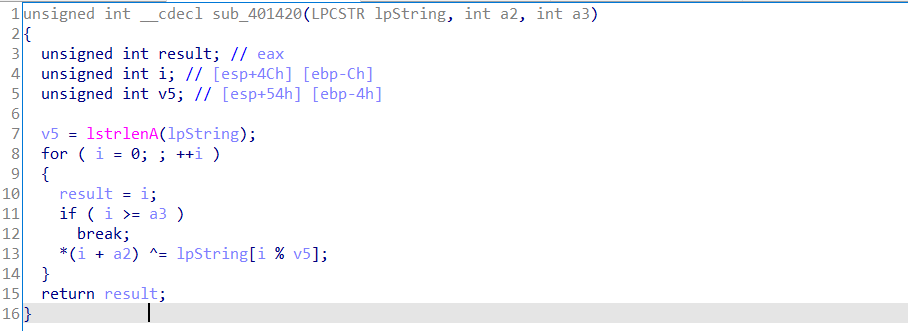 1 unsigned int __cdecl sub_401420(LPCSTR lpString, int a2, int a3)
2 {
3   unsigned int result; // eax
4   unsigned int i; // [esp+4Ch] [ebp-Ch]
5   unsigned int v5; // [esp+54h] [ebp-4h]
6
7   v5 = lstrlenA(lpString);
8   for ( i = 0; ; ++i )
9   {
10     result = i;
11     if ( i >= a3 )
12       break;
13     *(i + a2) ^= lpString[i % v5];
14   }
15   return result;
16 }